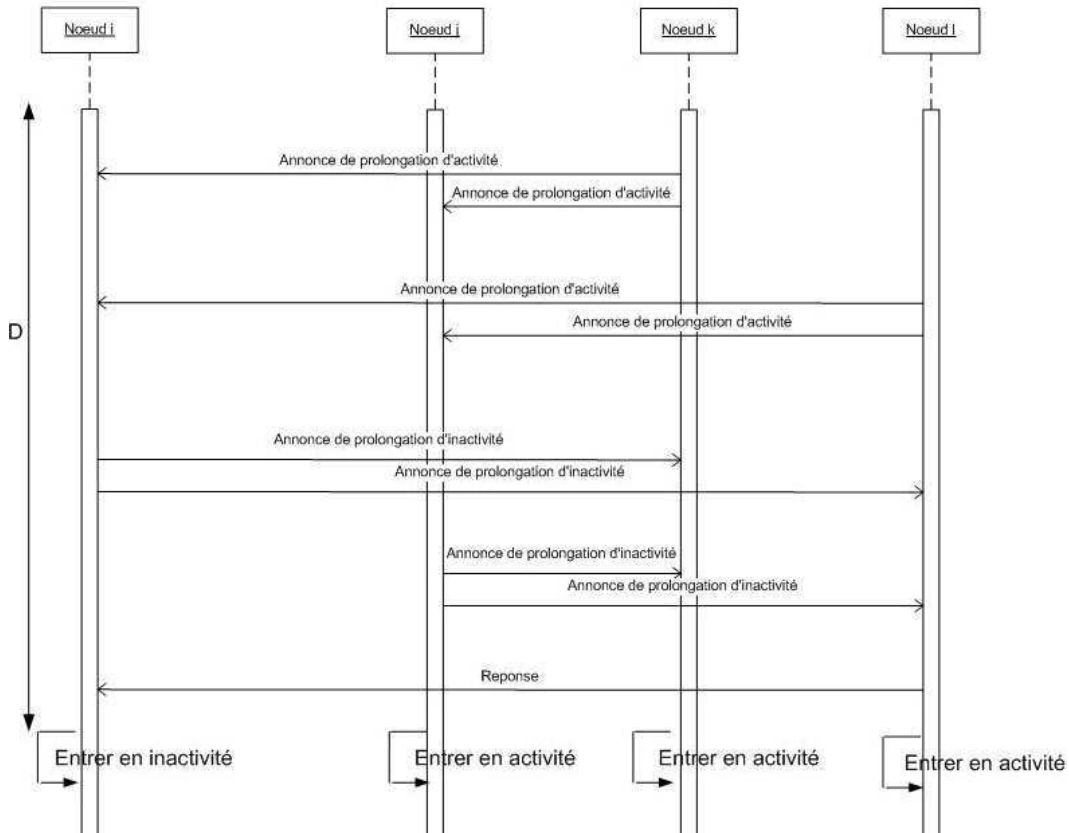 Noeud i
Noeud j
Noeud k
Noeud l
Annonce de prolongation d'activité
Annonce de prolongation d'activité
Annonce de prolongation d'activité
Annonce de prolongation d'activité
D
Annonce de prolongation d'inactivité
Annonce de prolongation d'inactivité
Annonce de prolongation d'inactivité
Annonce de prolongation d'inactivité
Reponse
Entrer en inactivité
Entrer en activité
Entrer en activité
Entrer en activité